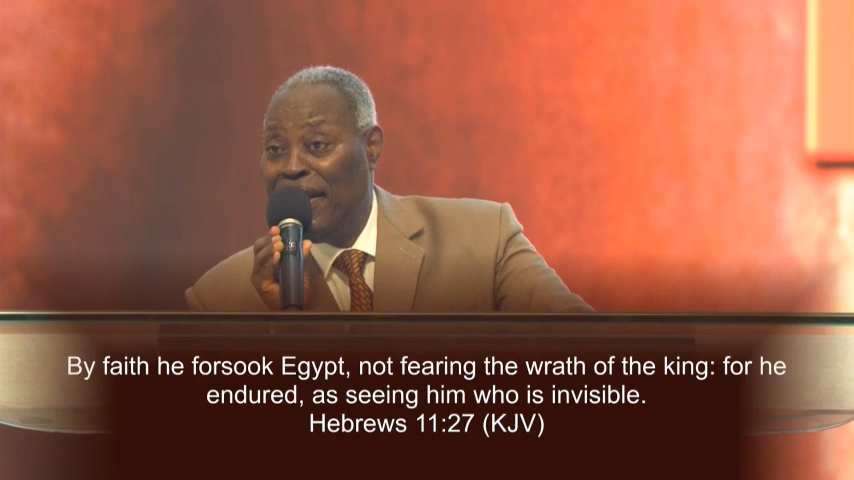 By faith he forsook Egypt, not fearing the wrath of the king: for he
endured, as seeing him who is invisible.
Hebrews 11:27 (KJV)